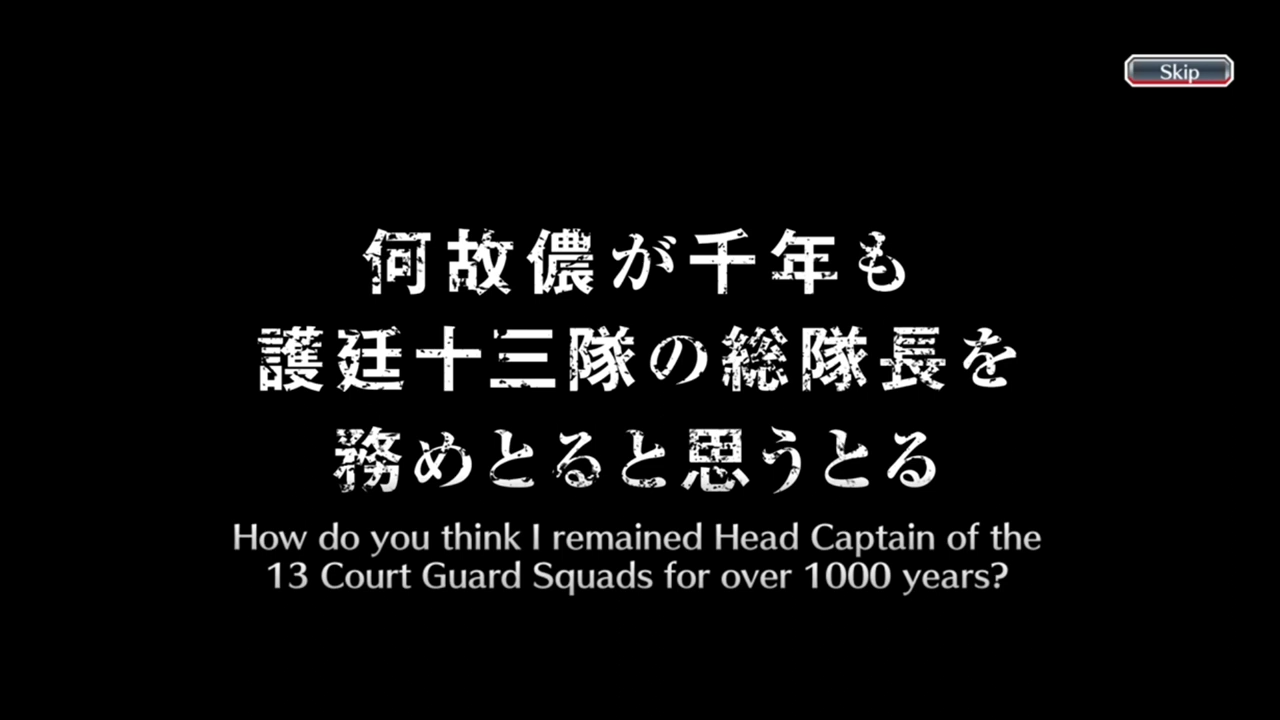 Skip
何故儂が千年も
護廷十三隊の総隊長を
務めとると思うとる
How do you think I remained Head Captain of the
13 Court Guard Squads for over 1000 years?